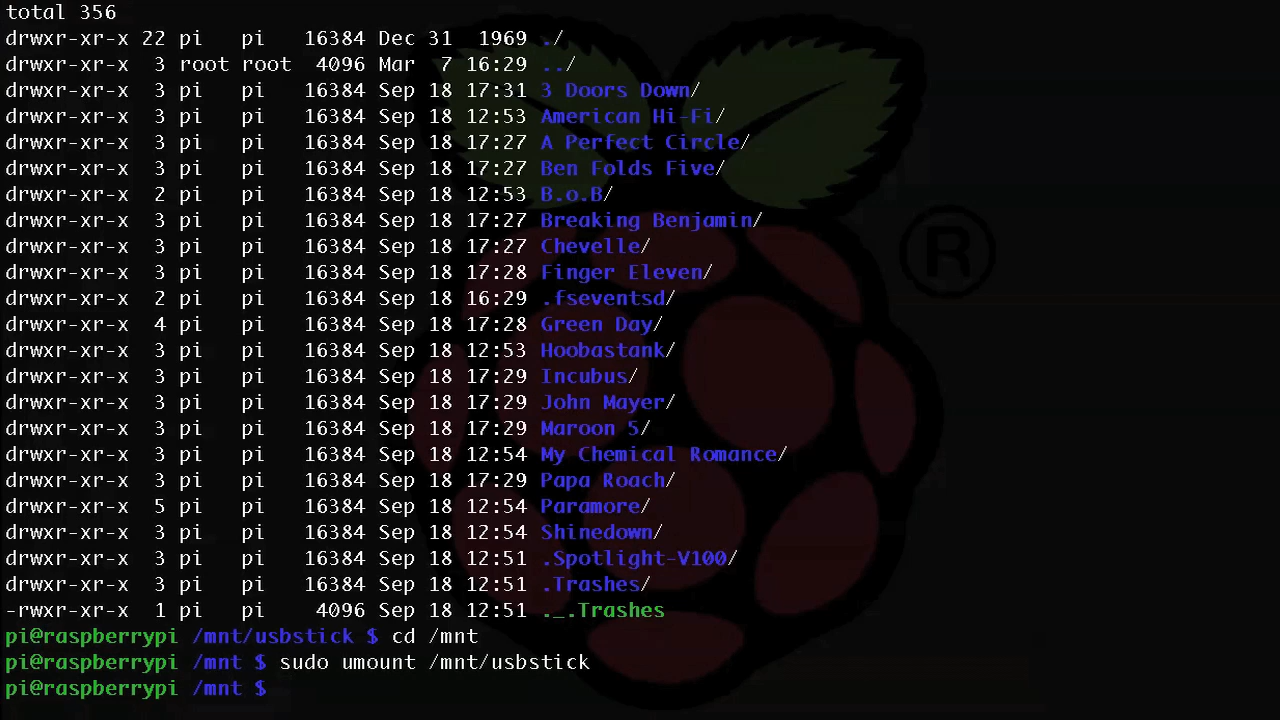 total 356
drwxr-xr-x 22 pi   pi   16384 Dec 31  1969 ./
drwxr-xr-x  3 root root  4096 Mar  7 16:29 ../
drwxr-xr-x  3 pi   pi   16384 Sep 18 17:31 3 Doors Down/
drwxr-xr-x  3 pi   pi   16384 Sep 18 12:53 American Hi-Fi/
drwxr-xr-x  3 pi   pi   16384 Sep 18 17:27 A Perfect Circle/
drwxr-xr-x  3 pi   pi   16384 Sep 18 17:27 Ben Folds Five/
drwxr-xr-x  2 pi   pi   16384 Sep 18 12:53 B.o.B/
drwxr-xr-x  3 pi   pi   16384 Sep 18 17:27 Breaking Benjamin/
drwxr-xr-x  3 pi   pi   16384 Sep 18 17:27 Chevelle/
drwxr-xr-x  3 pi   pi   16384 Sep 18 17:28 Finger Eleven/
drwxr-xr-x  2 pi   pi   16384 Sep 18 16:29 .fseventsd/
drwxr-xr-x  4 pi   pi   16384 Sep 18 17:28 Green Day/
drwxr-xr-x  3 pi   pi   16384 Sep 18 12:53 Hoobastank/
drwxr-xr-x  3 pi   pi   16384 Sep 18 17:29 Incubus/
drwxr-xr-x  3 pi   pi   16384 Sep 18 17:29 John Mayer/
drwxr-xr-x  3 pi   pi   16384 Sep 18 17:29 Maroon 5/
drwxr-xr-x  3 pi   pi   16384 Sep 18 12:54 My Chemical Romance/
drwxr-xr-x  3 pi   pi   16384 Sep 18 17:29 Papa Roach/
drwxr-xr-x  5 pi   pi   16384 Sep 18 12:54 Paramore/
drwxr-xr-x  3 pi   pi   16384 Sep 18 12:54 Shinedown/
drwxr-xr-x  3 pi   pi   16384 Sep 18 12:51 .Spotlight-V100/
drwxr-xr-x  3 pi   pi   16384 Sep 18 12:51 .Trashes/
-rwxr-xr-x  1 pi   pi    4096 Sep 18 12:51 ._.Trashes
pi@raspberrypi /mnt/usbstick $ cd /mnt
pi@raspberrypi /mnt $ sudo umount /mnt/usbstick
pi@raspberrypi /mnt $
®